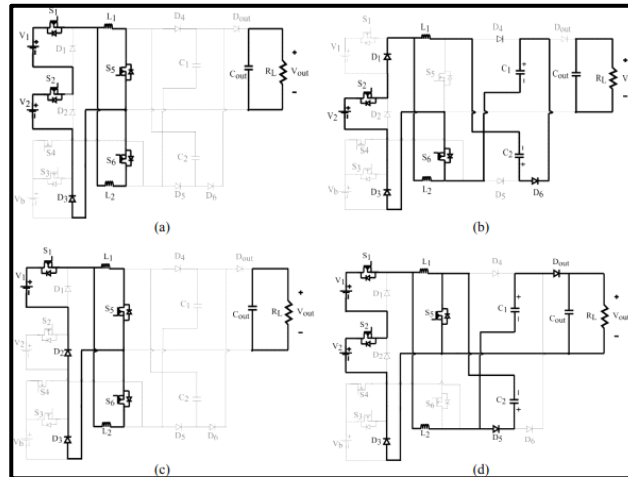 S1 L1 D4 Dout
V1 D1 S5 C1 Cout RL + Vout −
S2
V2 D2 S6 C2
S4
S3
Vb D3 L2 D5 D6
(a)
S1 L1 D4 Dout
V1 D1 S5 C1 Cout RL + Vout −
S2
V2 D2 S6 C2
S4
S3
Vb D3 L2 D5 D6
(b)
S1 L1 D4 Dout
V1 D1 S5 C1 Cout RL + Vout −
S2
V2 D2 S6 C2
S4
S3
Vb D3 L2 D5 D6
(c)
S1 L1 D4 Dout
V1 D1 S5 C1 Cout RL + Vout −
S2
V2 D2 S6 C2
S4
S3
Vb D3 L2 D5 D6
(d)